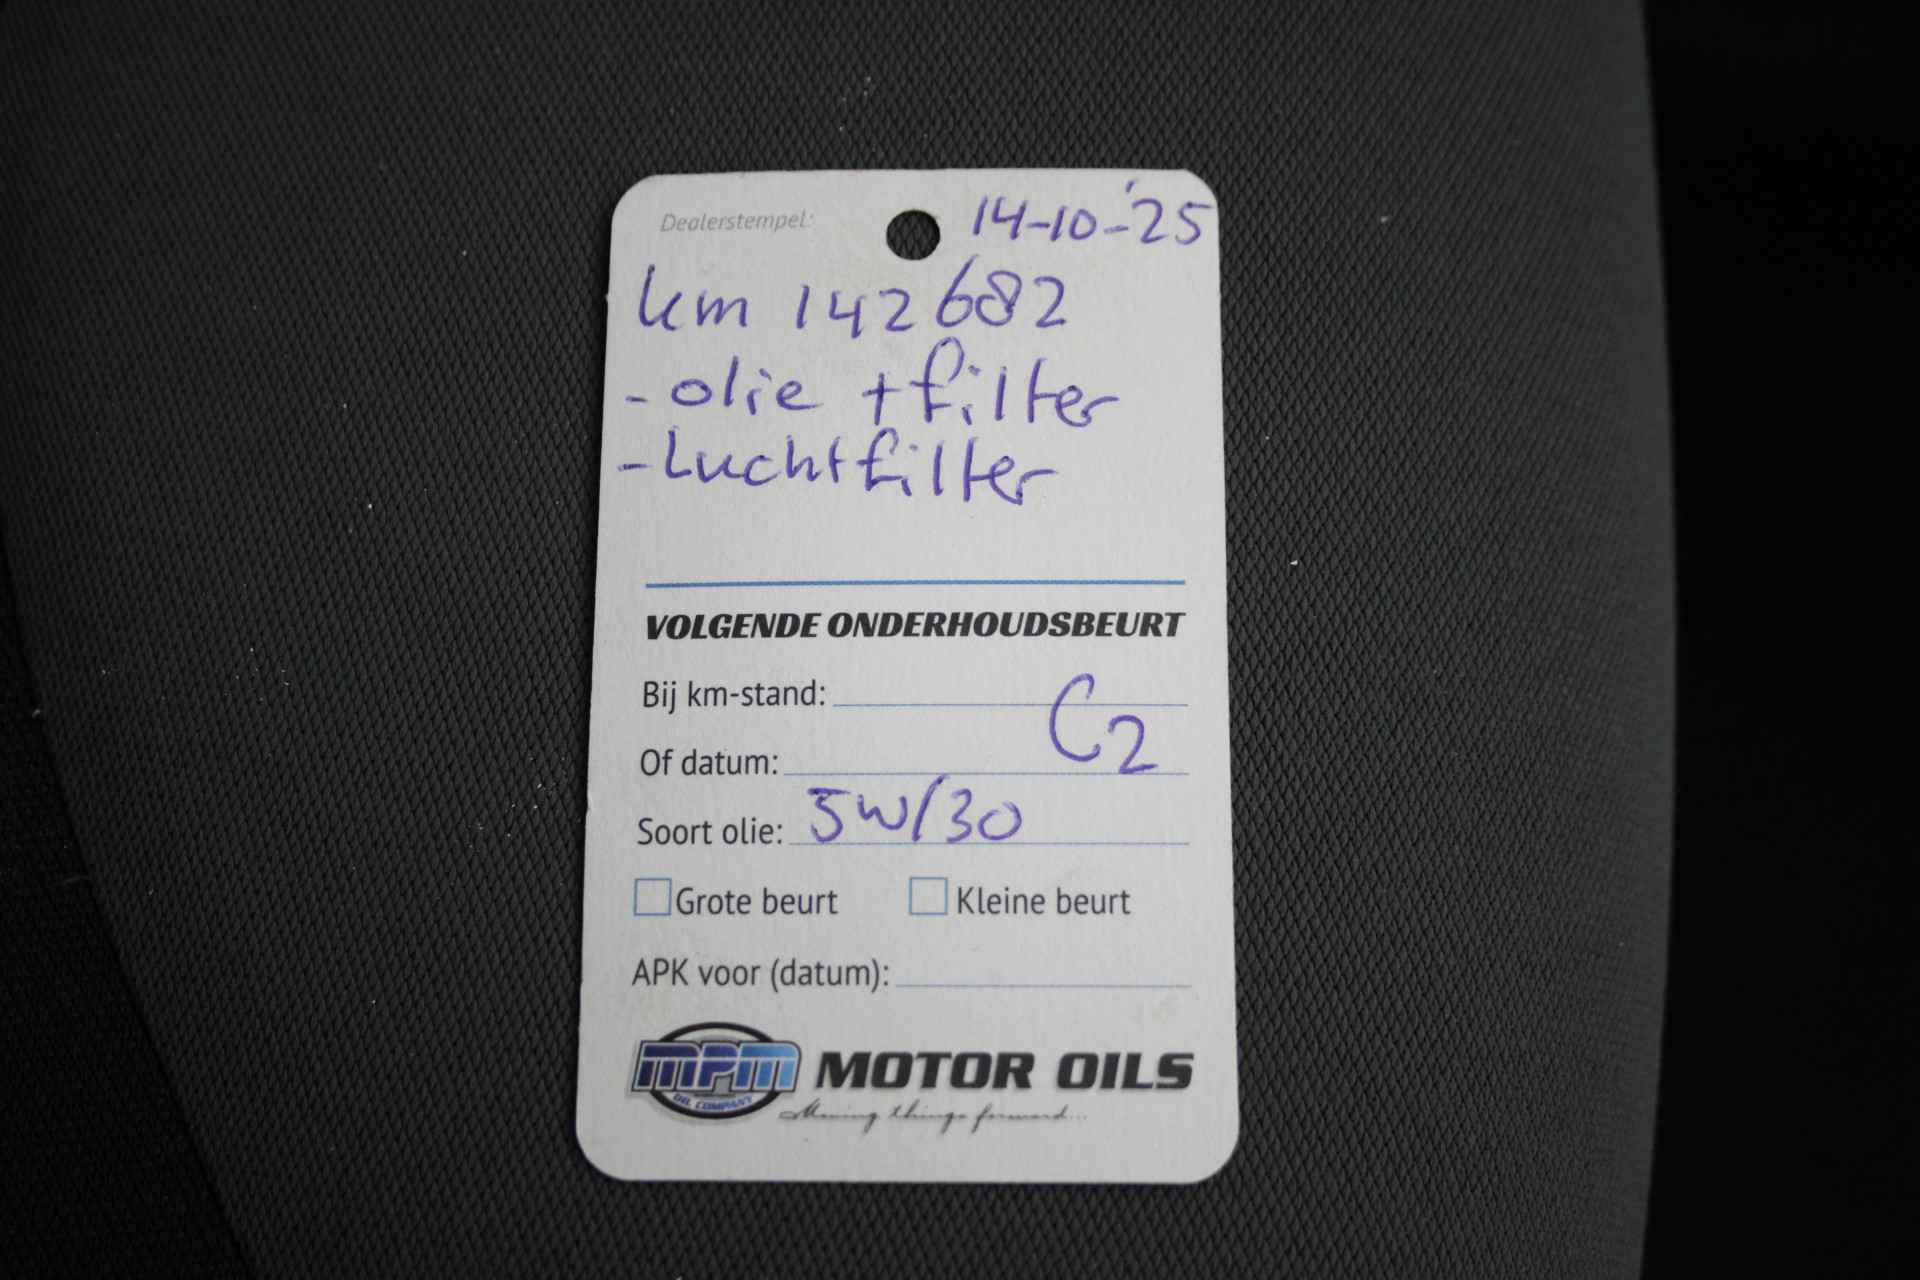 Dealerstempel: 14-10-'25
km 142682
- olie + filter
- Luchtfilter
VOLGENDE ONDERHOUDSBEURT
Bij km-stand:
C2
Of datum:
Soort olie: 5W/30
Grote beurt Kleine beurt
APK voor (datum):
MPM MOTOR OILS
OIL COMPANY
Moving things forward...